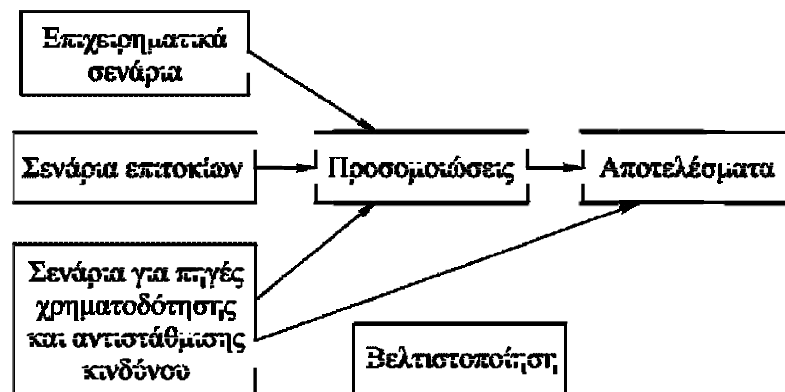 Επιχειρηματικά
σενάρια
Σενάρια επιτοκίων
Προσομοιώσεις
Αποτελέσματα
Σενάρια για πηγές
χρηματοδότησης
και αντιστάθμισης
κινδύνου
Βελτιστοποίηση